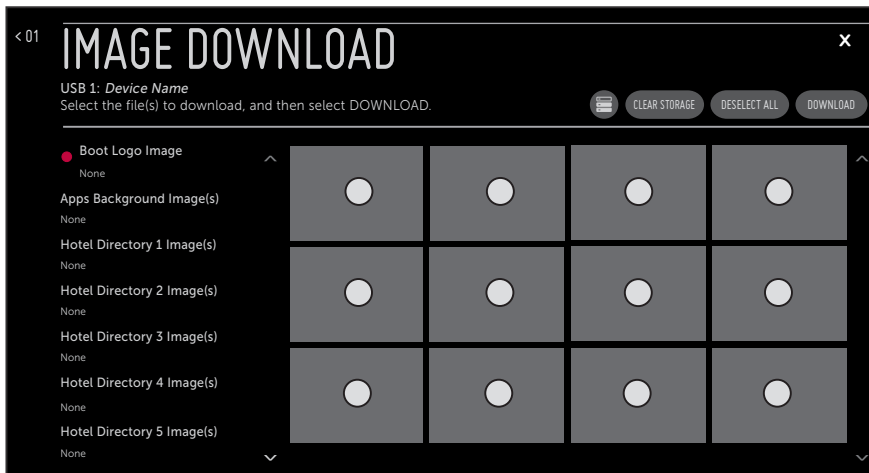 < 01
IMAGE DOWNLOAD
X
USB 1: Device Name
Select the file(s) to download, and then select DOWNLOAD.
CLEAR STORAGE
DESELECT ALL
DOWNLOAD
Boot Logo Image
None
Apps Background Image(s)
None
Hotel Directory 1 Image(s)
None
Hotel Directory 2 Image(s)
None
Hotel Directory 3 Image(s)
None
Hotel Directory 4 Image(s)
None
Hotel Directory 5 Image(s)
None